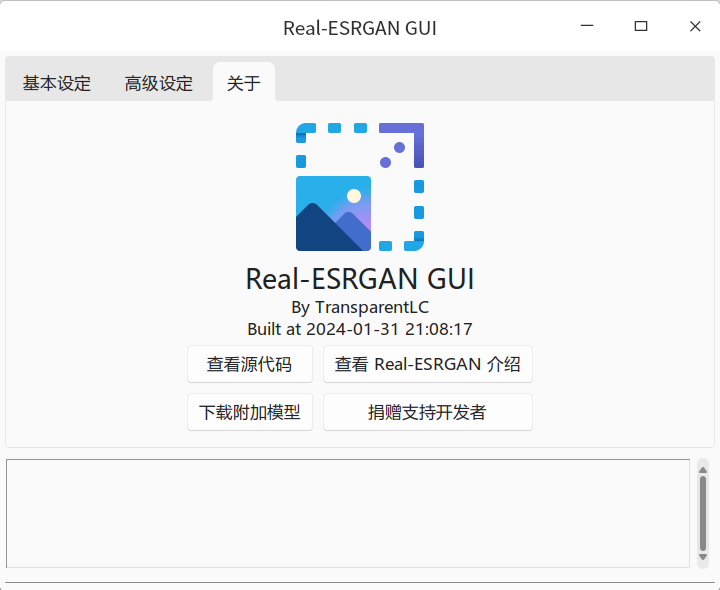 Real-ESRGAN GUI
基本设定 高级设定 关于
Real-ESRGAN GUI
By TransparentLC
Built at 2024-01-31 21:08:17
查看源代码 查看 Real-ESRGAN 介绍
下载附加模型 捐赠支持开发者